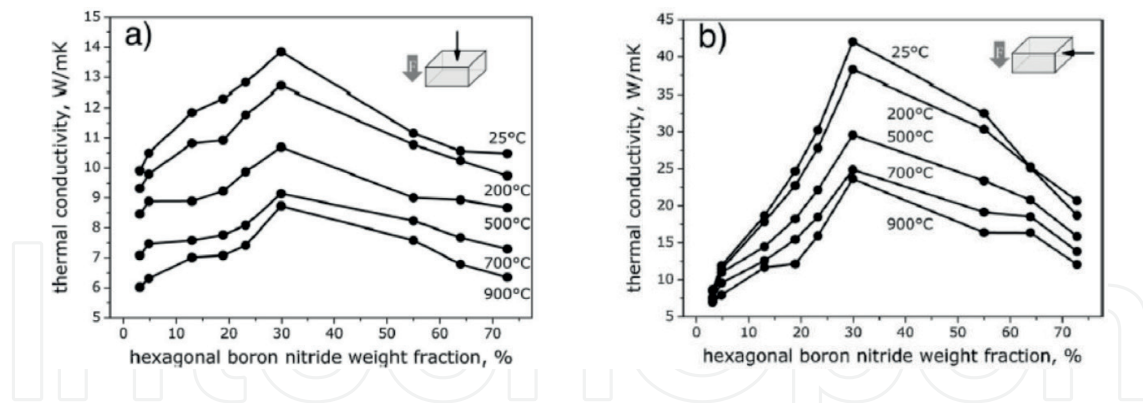 a)
thermal conductivity, W/mK
15
14
13
12
11
10
9
8
7
6
5
25°C
200°C
500°C
700°C
900°C
0 10 20 30 40 50 60 70
hexagonal boron nitride weight fraction, %
b)
thermal conductivity, W/mK
45
40
35
30
25
20
15
10
5
25°C
200°C
500°C
700°C
900°C
0 10 20 30 40 50 60 70
hexagonal boron nitride weight fraction, %